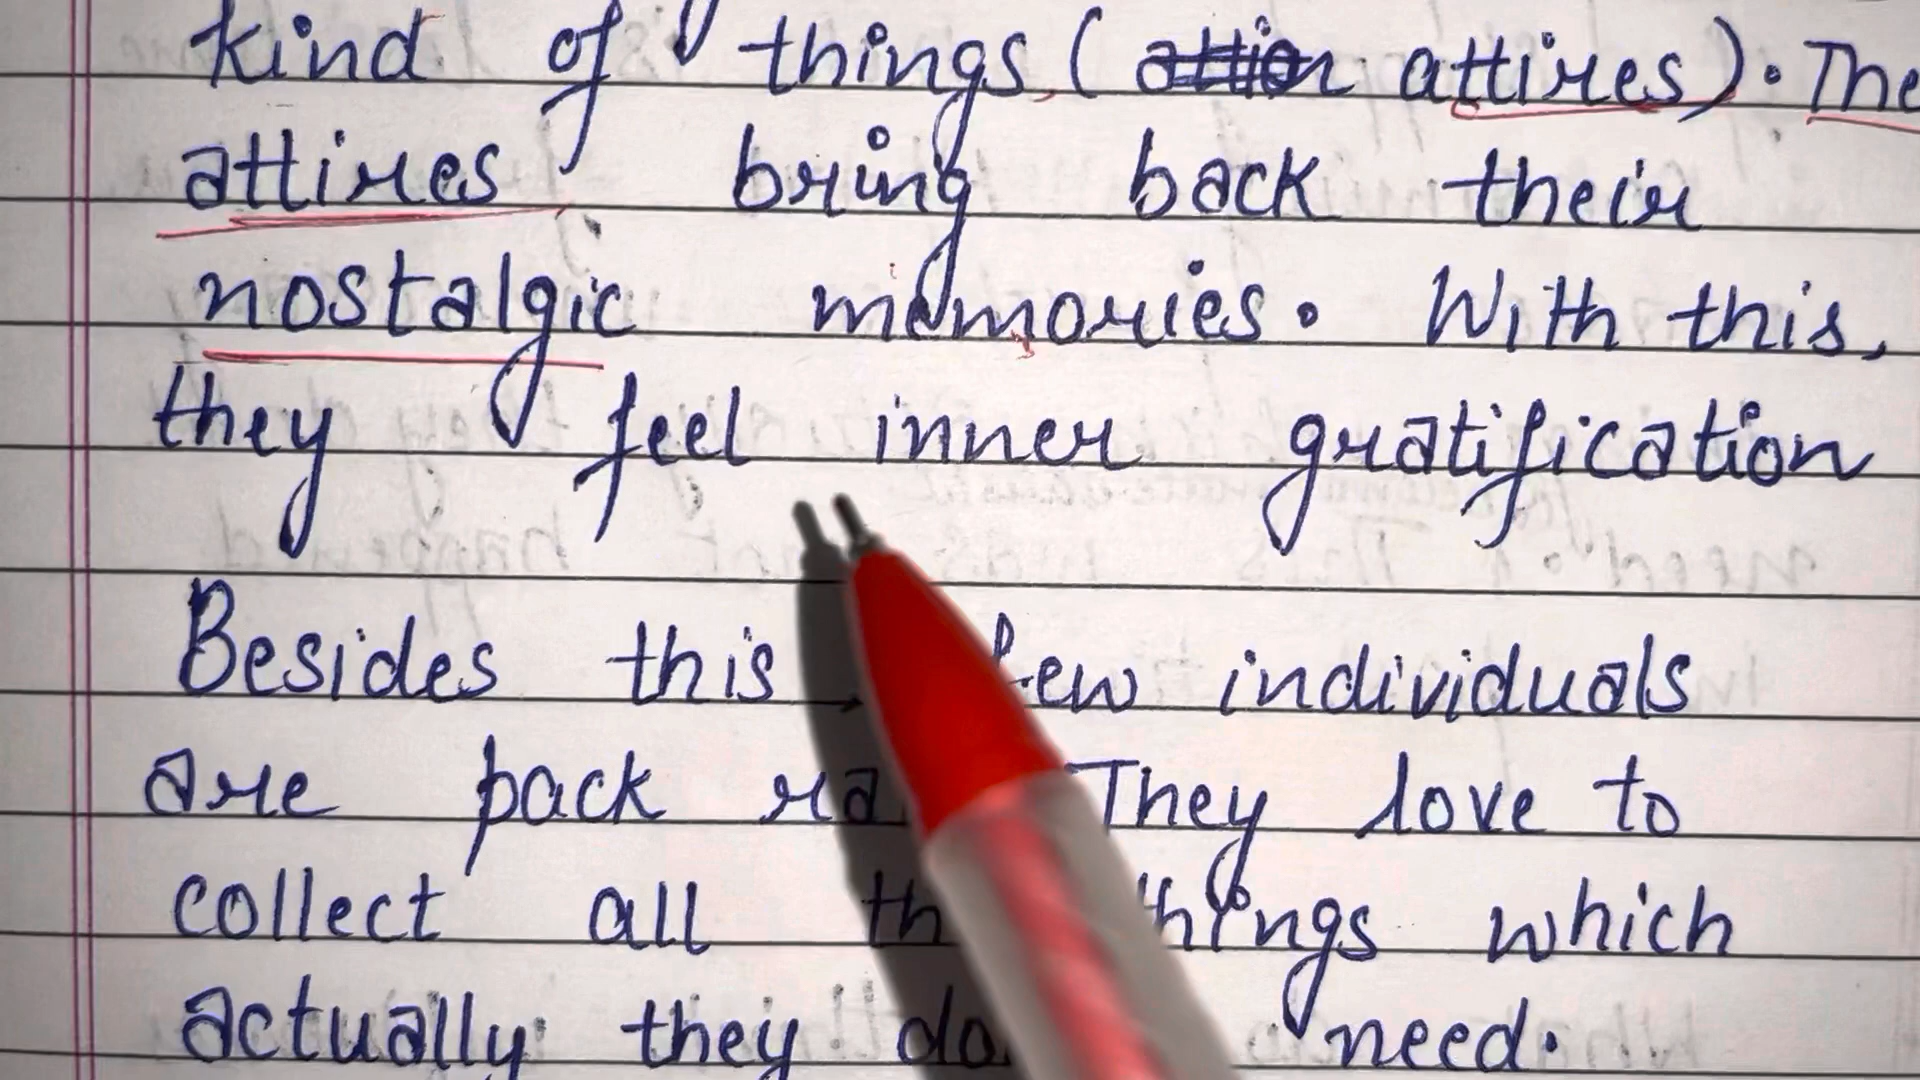 kind of things (attires). The
attires bring back their
nostalgic memories. With this,
they feel inner gratification
Besides this few individuals
are pack They love to
collect all things which
actually they need.